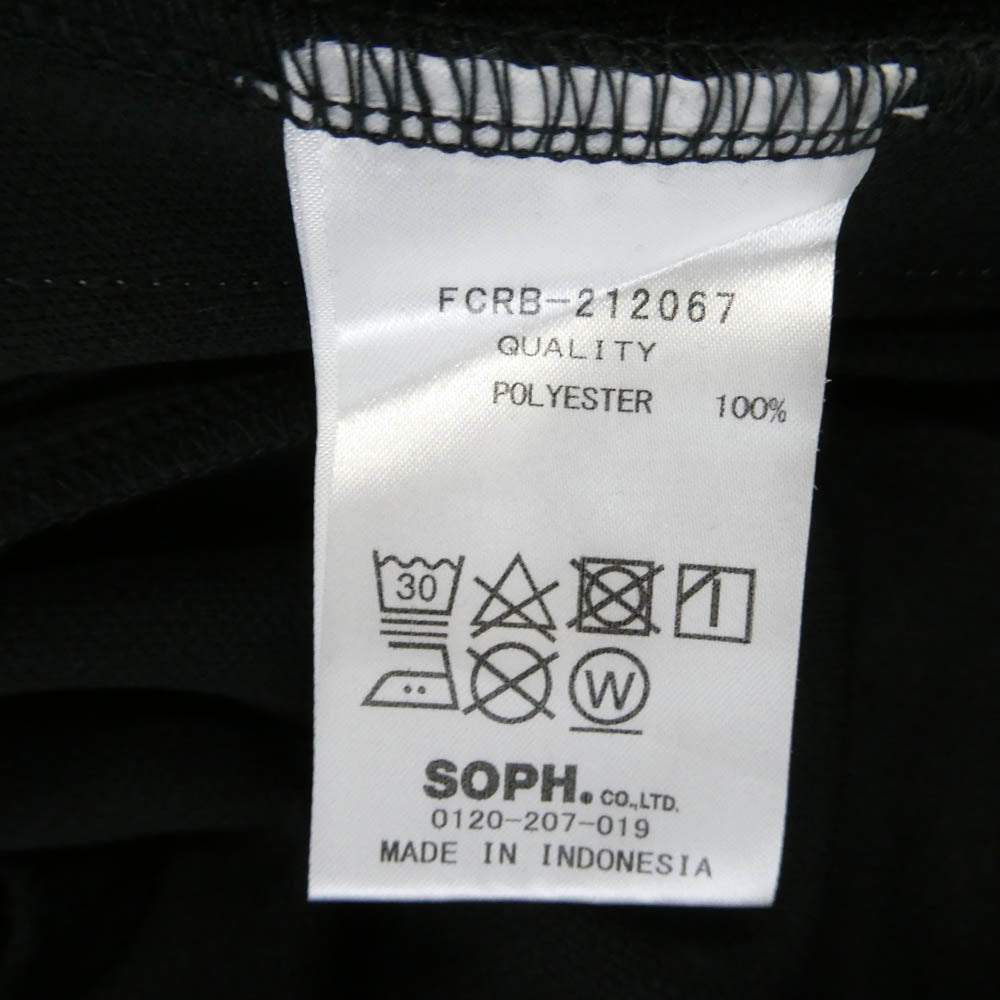 FCRB-212067
QUALITY
POLYESTER 100%
30
W
SOPH. CO.,LTD.
0120-207-019
MADE IN INDONESIA